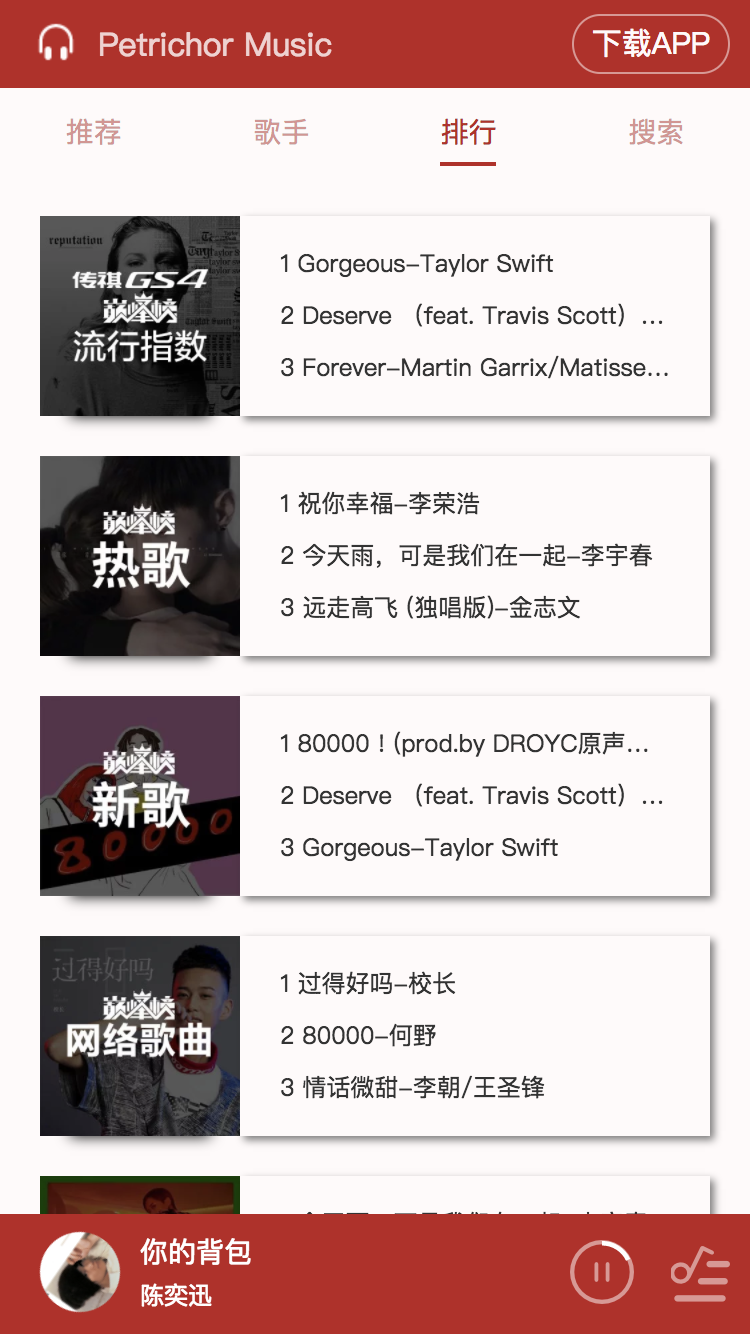 Petrichor Music
下载APP
推荐
歌手
排行
搜索
reputation
传祺GS4
巅峰榜
流行指数
1 Gorgeous–Taylor Swift
2 Deserve （feat. Travis Scott）...
3 Forever–Martin Garrix/Matisse...
巅峰榜
热歌
1 祝你幸福–李荣浩
2 今天雨，可是我们在一起–李宇春
3 远走高飞 (独唱版)–金志文
巅峰榜
新歌
80000
1 80000！(prod.by DROYC原声...
2 Deserve （feat. Travis Scott）...
3 Gorgeous–Taylor Swift
过得好吗
巅峰榜
网络歌曲
1 过得好吗–校长
2 80000–何野
3 情话微甜–李朝/王圣锋
你的背包
陈奕迅